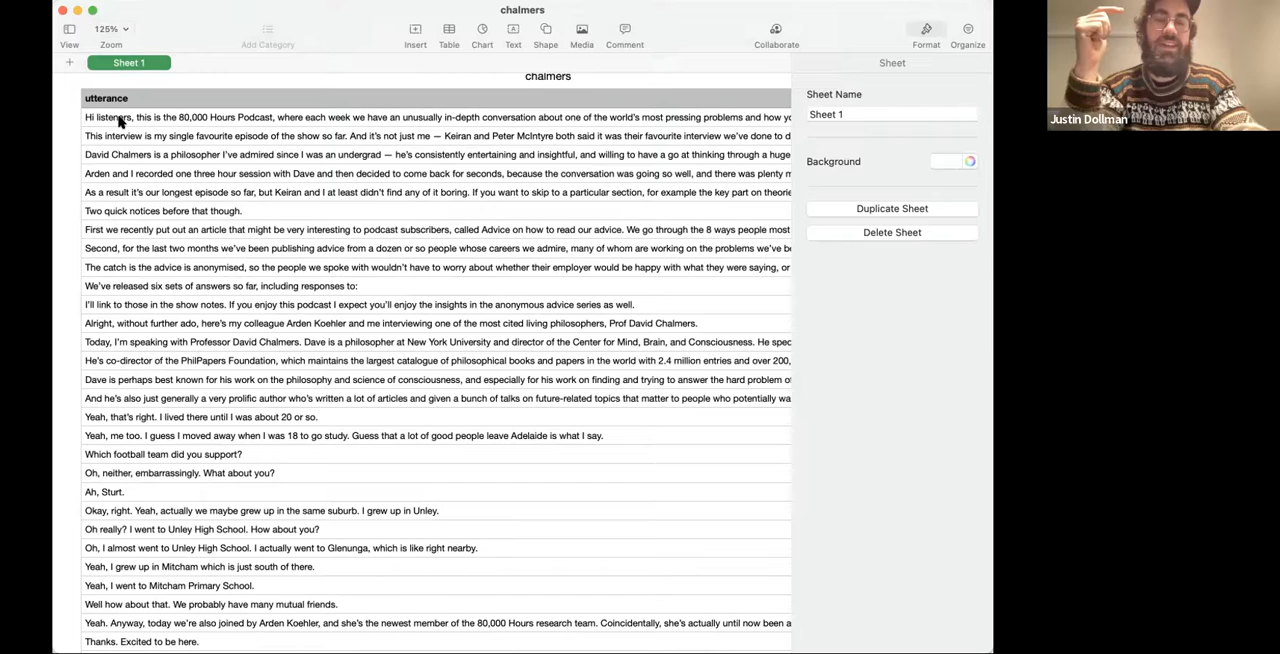 chalmers
125%
View
Zoom
Add Category
Insert
Table
Chart
Text
Shape
Media
Comment
Collaborate
Format
Organize
Sheet 1
Sheet
chalmers
utterance
Hi listeners, this is the 80,000 Hours Podcast, where each week we have an unusually in-depth conversation about one of the world's most pressing problems and how yo
This interview is my single favourite episode of the show so far. And it's not just me — Keiran and Peter McIntyre both said it was their favourite interview we've done to d
David Chalmers is a philosopher I've admired since I was an undergrad — he's consistently entertaining and insightful, and willing to have a go at thinking through a huge
Arden and I recorded one three hour session with Dave and then decided to come back for seconds, because the conversation was going so well, and there was plenty m
As a result it's our longest episode so far, but Keiran and I at least didn't find any of it boring. If you want to skip to a particular section, for example the key part on theorie
Two quick notices before that though.
First we recently put out an article that might be very interesting to podcast subscribers, called Advice on how to read our advice. We go through the 8 ways people most
Second, for the last two months we've been publishing advice from a dozen or so people whose careers we admire, many of whom are working on the problems we've be
The catch is the advice is anonymised, so the people we spoke with wouldn't have to worry about whether their employer would be happy with what they were saying, or
We've released six sets of answers so far, including responses to:
I'll link to those in the show notes. If you enjoy this podcast I expect you'll enjoy the insights in the anonymous advice series as well.
Alright, without further ado, here's my colleague Arden Koehler and me interviewing one of the most cited living philosophers, Prof David Chalmers.
Today, I'm speaking with Professor David Chalmers. Dave is a philosopher at New York University and director of the Center for Mind, Brain, and Consciousness. He spec
He's co-director of the PhilPapers Foundation, which maintains the largest catalogue of philosophical books and papers in the world with 2.4 million entries and over 200,
Dave is perhaps best known for his work on the philosophy and science of consciousness, and especially for his work on finding and trying to answer the hard problem of
And he's also just generally a very prolific author who's written a lot of articles and given a bunch of talks on future-related topics that matter to people who potentially wa
Yeah, that's right. I lived there until I was about 20 or so.
Yeah, me too. I guess I moved away when I was 18 to go study. Guess that a lot of good people leave Adelaide is what I say.
Which football team did you support?
Oh, neither, embarrassingly. What about you?
Ah, Sturt.
Okay, right. Yeah, actually we maybe grew up in the same suburb. I grew up in Unley.
Oh really? I went to Unley High School. How about you?
Oh, I almost went to Unley High School. I actually went to Glenunga, which is like right nearby.
Yeah, I grew up in Mitcham which is just south of there.
Yeah, I went to Mitcham Primary School.
Well how about that. We probably have many mutual friends.
Yeah. Anyway, today we're also joined by Arden Koehler, and she's the newest member of the 80,000 Hours research team. Coincidentally, she's actually until now been a
Thanks. Excited to be here.
Sheet Name
Sheet 1
Background
Duplicate Sheet
Delete Sheet
Justin Dollman